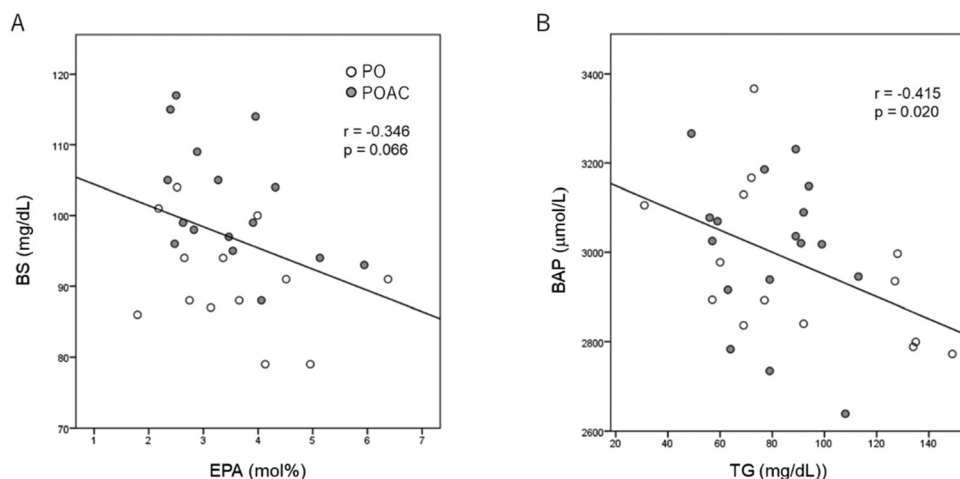 A
BS (mg/dL)
120
110
100
90
80
70
PO
POAC
r = -0.346
p = 0.066
1 2 3 4 5 6 7
EPA (mol%)
B
BAP (μmol/L)
3400
3200
3000
2800
2600
r = -0.415
p = 0.020
20 40 60 80 100 120 140
TG (mg/dL))